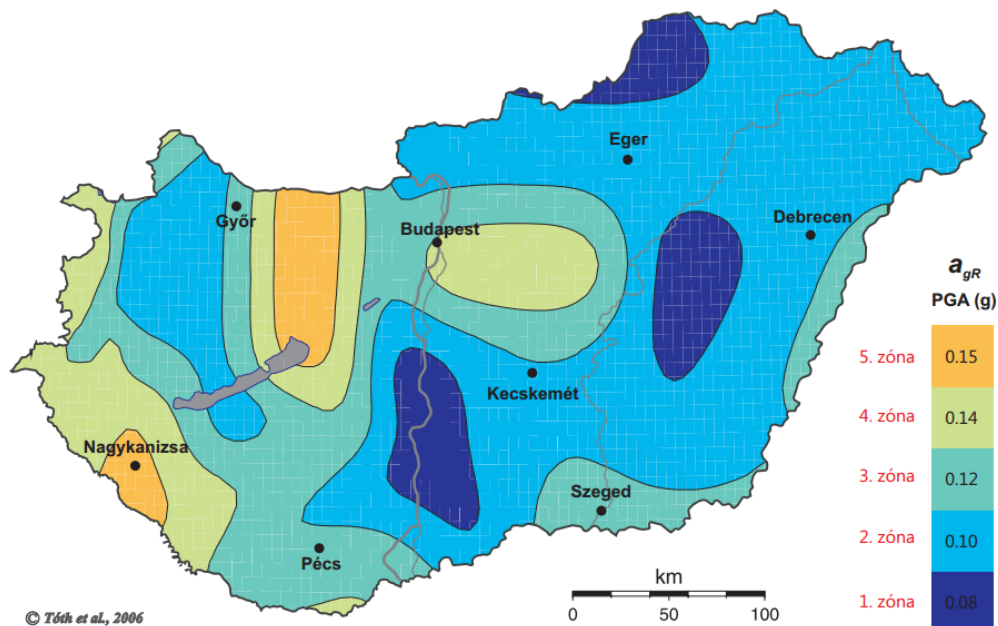 Eger
Győr
Budapest
Debrecen
a_gR
PGA (g)
5. zóna 0.15
Kecskemét
4. zóna 0.14
Nagykanizsa
3. zóna 0.12
Szeged
2. zóna 0.10
Pécs
km
0 50 100
1. zóna 0.08
© Tóth et al., 2006